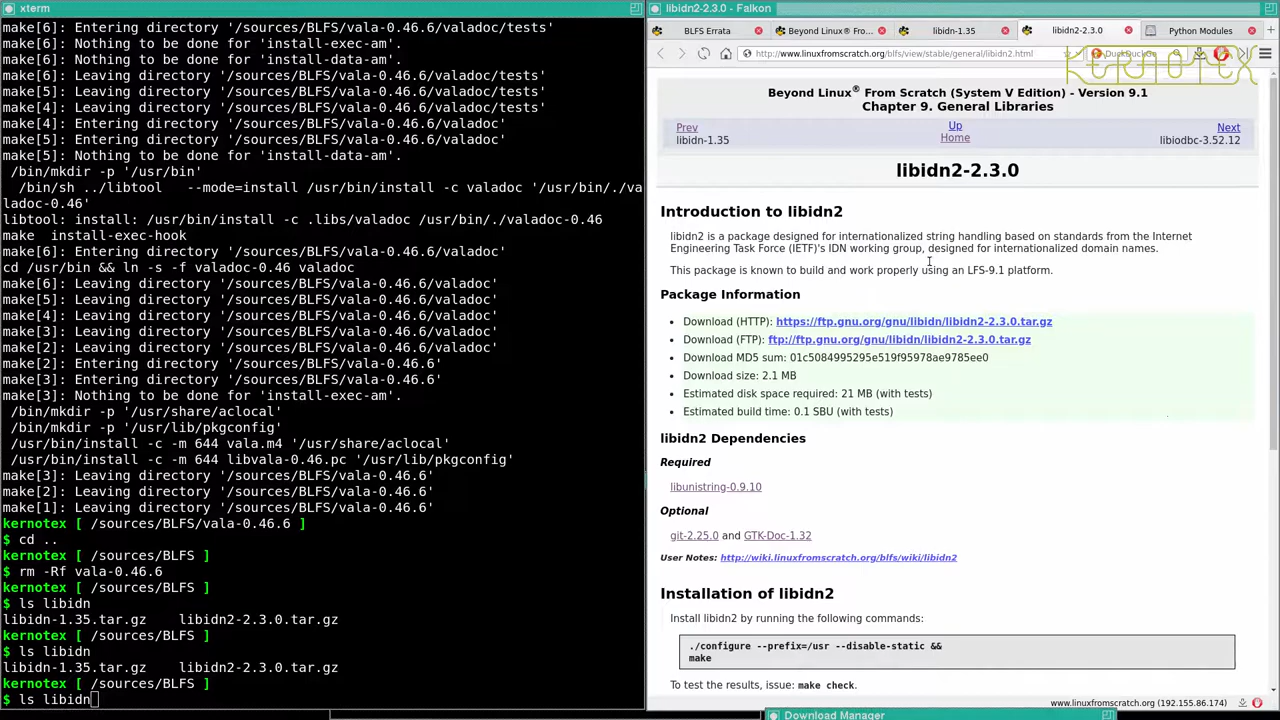 xterm
make[6]: Entering directory '/sources/BLFS/vala-0.46.6/valadoc/tests'
make[6]: Nothing to be done for 'install-exec-am'.
make[6]: Nothing to be done for 'install-data-am'.
make[6]: Leaving directory '/sources/BLFS/vala-0.46.6/valadoc/tests'
make[5]: Leaving directory '/sources/BLFS/vala-0.46.6/valadoc/tests'
make[4]: Leaving directory '/sources/BLFS/vala-0.46.6/valadoc/tests'
make[4]: Entering directory '/sources/BLFS/vala-0.46.6/valadoc'
make[5]: Entering directory '/sources/BLFS/vala-0.46.6/valadoc'
make[5]: Nothing to be done for 'install-data-am'.
/bin/mkdir -p '/usr/bin'
/bin/sh ../libtool   --mode=install /usr/bin/install -c valadoc '/usr/bin/./va
ladoc-0.46'
libtool: install: /usr/bin/install -c .libs/valadoc /usr/bin/./valadoc-0.46
make  install-exec-hook
make[6]: Entering directory '/sources/BLFS/vala-0.46.6/valadoc'
cd /usr/bin && ln -s -f valadoc-0.46 valadoc
make[6]: Leaving directory '/sources/BLFS/vala-0.46.6/valadoc'
make[5]: Leaving directory '/sources/BLFS/vala-0.46.6/valadoc'
make[4]: Leaving directory '/sources/BLFS/vala-0.46.6/valadoc'
make[3]: Leaving directory '/sources/BLFS/vala-0.46.6/valadoc'
make[2]: Leaving directory '/sources/BLFS/vala-0.46.6/valadoc'
make[2]: Entering directory '/sources/BLFS/vala-0.46.6'
make[3]: Entering directory '/sources/BLFS/vala-0.46.6'
make[3]: Nothing to be done for 'install-exec-am'.
/bin/mkdir -p '/usr/share/aclocal'
/bin/mkdir -p '/usr/lib/pkgconfig'
/usr/bin/install -c -m 644 vala.m4 '/usr/share/aclocal'
/usr/bin/install -c -m 644 libvala-0.46.pc '/usr/lib/pkgconfig'
make[3]: Leaving directory '/sources/BLFS/vala-0.46.6'
make[2]: Leaving directory '/sources/BLFS/vala-0.46.6'
make[1]: Leaving directory '/sources/BLFS/vala-0.46.6'
kernotex [ /sources/BLFS/vala-0.46.6 ]
$ cd ..
kernotex [ /sources/BLFS ]
$ rm -Rf vala-0.46.6
kernotex [ /sources/BLFS ]
$ ls libidn
libidn-1.35.tar.gz    libidn2-2.3.0.tar.gz
kernotex [ /sources/BLFS ]
$ ls libidn
libidn-1.35.tar.gz    libidn2-2.3.0.tar.gz
kernotex [ /sources/BLFS ]
$ ls libidn
libidn2-2.3.0 - Falkon
BLFS Errata
Beyond Linux® Fro...
libidn-1.35
libidn2-2.3.0
Python Modules
http://www.linuxfromscratch.org/blfs/view/stable/general/libidn2.html
DuckDuckGo
KERNOTEX
Beyond Linux® From Scratch (System V Edition) - Version 9.1
Chapter 9. General Libraries
Prev
libidn-1.35
Up
Home
Next
libiodbc-3.52.12
libidn2-2.3.0
Introduction to libidn2
libidn2 is a package designed for internationalized string handling based on standards from the Internet
Engineering Task Force (IETF)'s IDN working group, designed for internationalized domain names.
This package is known to build and work properly using an LFS-9.1 platform.
Package Information
• Download (HTTP): https://ftp.gnu.org/gnu/libidn/libidn2-2.3.0.tar.gz
• Download (FTP): ftp://ftp.gnu.org/gnu/libidn/libidn2-2.3.0.tar.gz
• Download MD5 sum: 01c5084995295e519f95978ae9785ee0
• Download size: 2.1 MB
• Estimated disk space required: 21 MB (with tests)
• Estimated build time: 0.1 SBU (with tests)
libidn2 Dependencies
Required
libunistring-0.9.10
Optional
git-2.25.0 and GTK-Doc-1.32
User Notes: http://wiki.linuxfromscratch.org/blfs/wiki/libidn2
Installation of libidn2
Install libidn2 by running the following commands:
./configure --prefix=/usr --disable-static &&
make
To test the results, issue: make check.
www.linuxfromscratch.org (192.155.86.174)
Download Manager